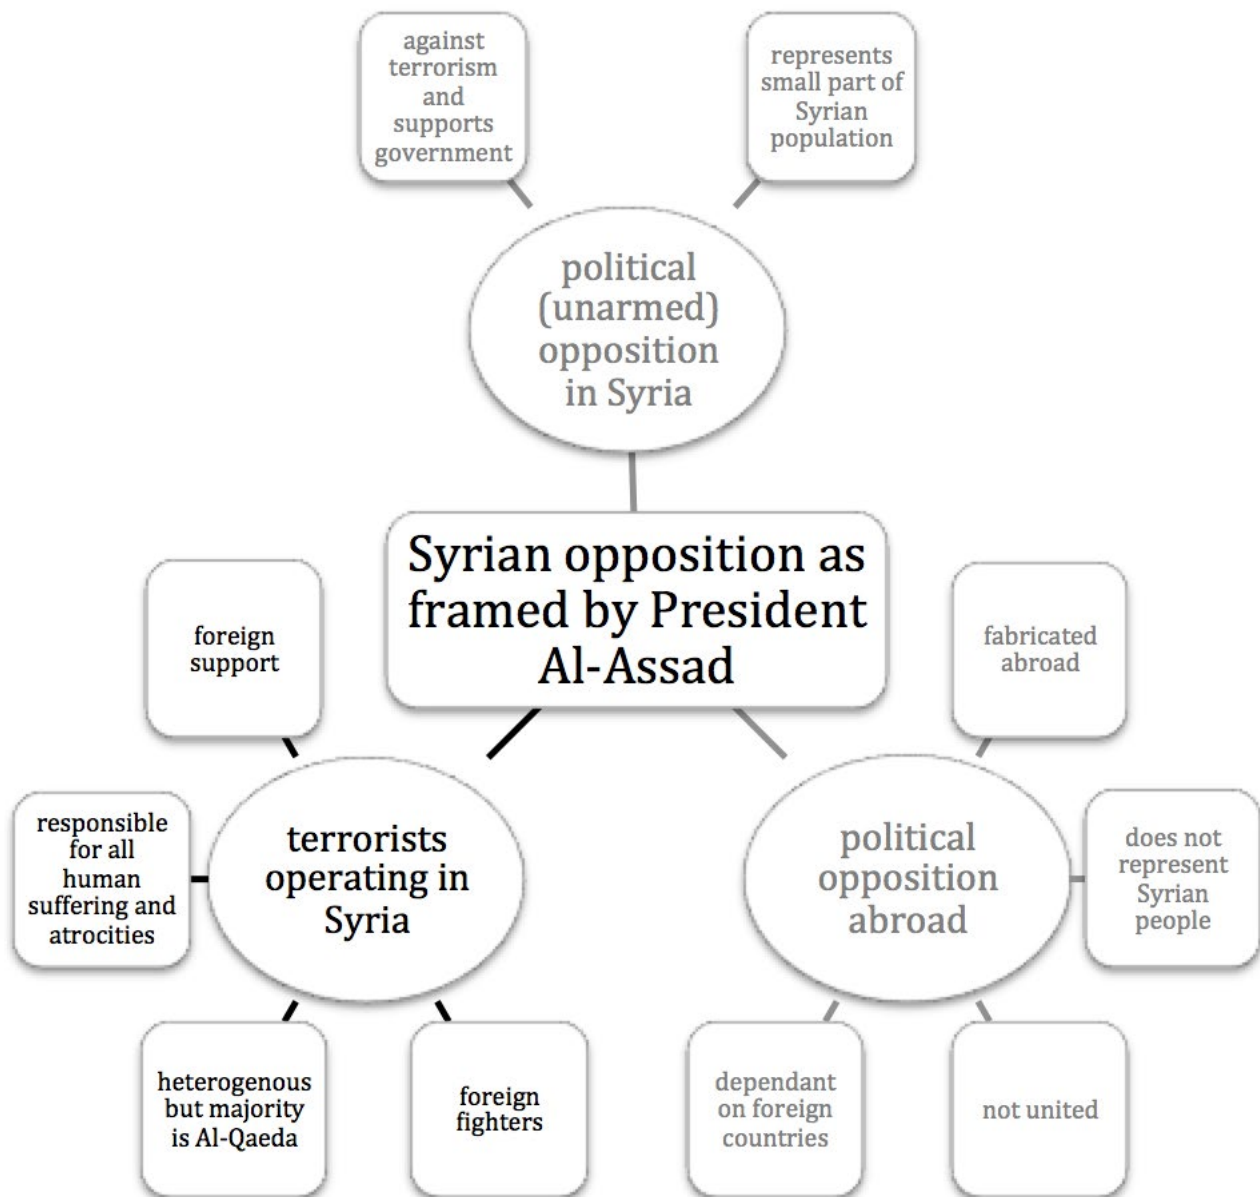 against
terrorism
and
supports
government
represents
small part of
Syrian
population
political
(unarmed)
opposition
in Syria
Syrian opposition as
framed by President
Al-Assad
foreign
support
fabricated
abroad
responsible
for all
human
suffering and
atrocities
terrorists
operating in
Syria
political
opposition
abroad
does not
represent
Syrian
people
heterogenous
but majority
is Al-Qaeda
foreign
fighters
dependant
on foreign
countries
not united